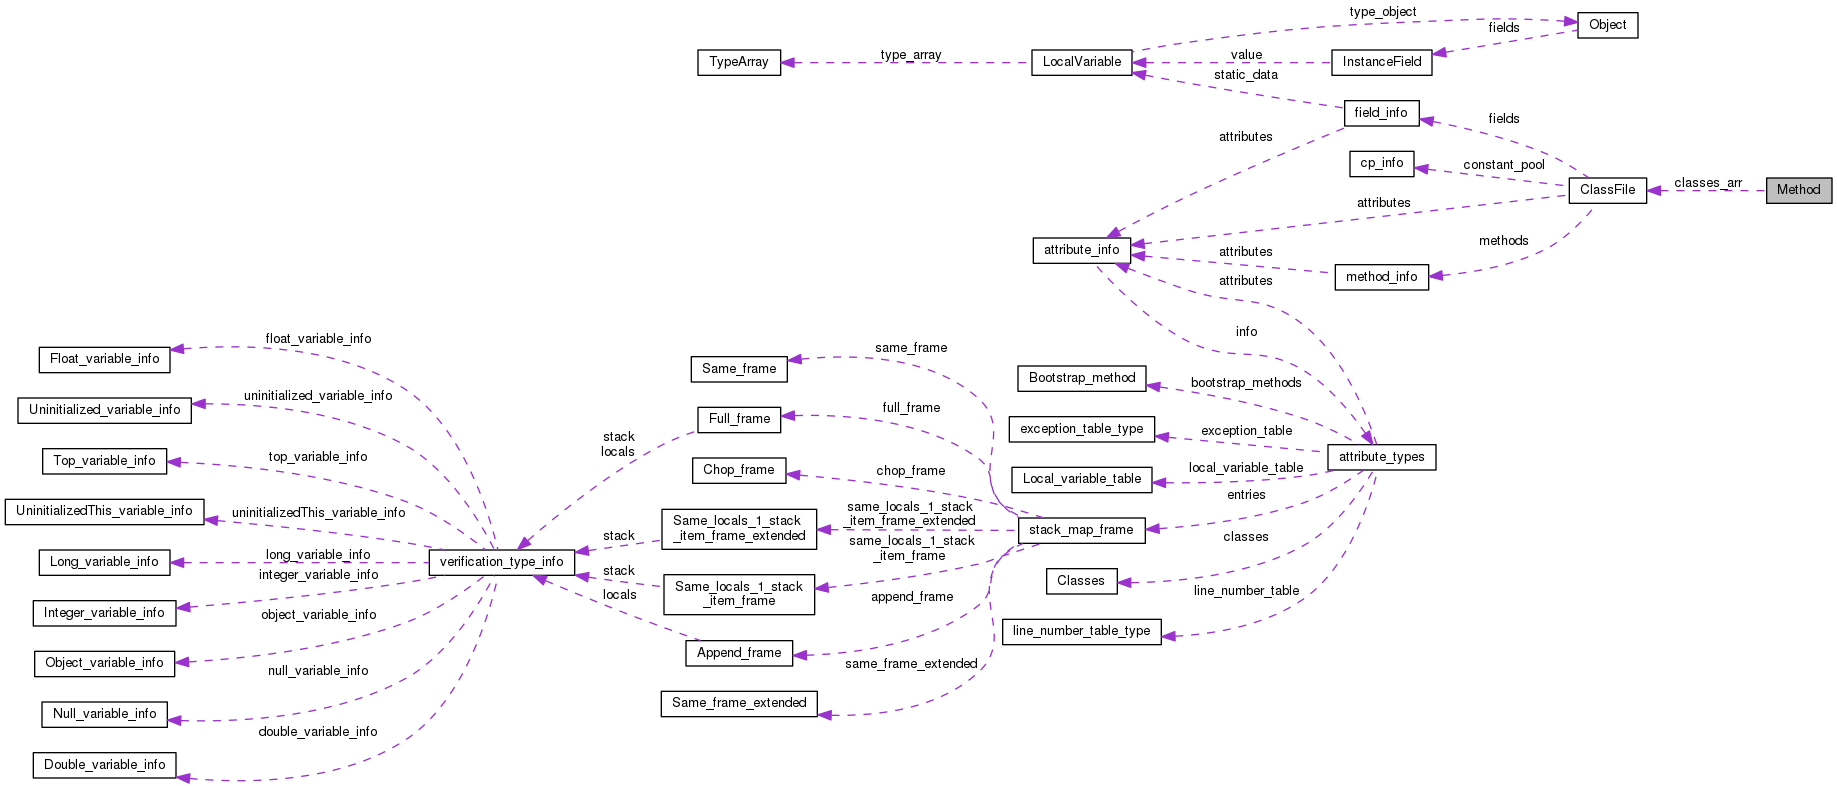 type_object
Object
fields
TypeArray
type_array
LocalVariable
value
InstanceField
static_data
field_info
fields
attributes
cp_info
constant_pool
ClassFile
classes_arr
Method
attributes
methods
attribute_info
attributes
method_info
attributes
info
float_variable_info
Float_variable_info
same_frame
Same_frame
Bootstrap_method
bootstrap_methods
uninitialized_variable_info
Uninitialized_variable_info
full_frame
Full_frame
stack
locals
exception_table_type
exception_table
attribute_types
top_variable_info
Top_variable_info
Chop_frame
chop_frame
local_variable_table
Local_variable_table
entries
UninitializedThis_variable_info
uninitializedThis_variable_info
same_locals_1_stack
_item_frame_extended
Same_locals_1_stack
_item_frame_extended
stack
stack_map_frame
same_locals_1_stack
_item_frame
classes
Long_variable_info
long_variable_info
verification_type_info
integer_variable_info
stack
Same_locals_1_stack
_item_frame
Classes
locals
append_frame
line_number_table
Integer_variable_info
object_variable_info
line_number_table_type
Object_variable_info
Append_frame
null_variable_info
same_frame_extended
Same_frame_extended
Null_variable_info
double_variable_info
Double_variable_info